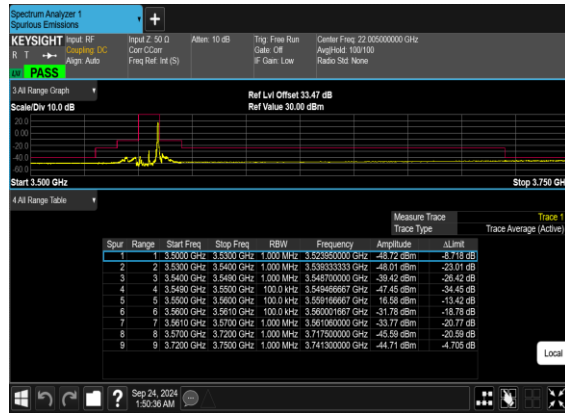 Spectrum Analyzer 1
Spurious Emissions
KEYSIGHT Input: RF Input Z: 50 Ω Atten: 10 dB Trig: Free Run Center Freq: 22.005000000 GHz
R T Coupling: DC Corr CCorr Gate: Off Avg|Hold: 100/100
Align: Auto Freq Ref: Int (S) IF Gain: Low Radio Std: None
LW PASS
3 All Range Graph
Ref Lvl Offset 33.47 dB
Scale/Div 10.0 dB Ref Value 30.00 dBm
20.0
0.00
-20.0
-40.0
-60.0
Start 3.500 GHz Stop 3.750 GH
4 All Range Table
Measure Trace Trace 1
Trace Type Trace Average (Active)
Spur Range Start Freq Stop Freq RBW Frequency Amplitude ΔLimit
1 1 3.5000 GHz 3.5300 GHz 1.000 MHz 3.523950000 GHz -48.72 dBm -8.718 dB
2 2 3.5300 GHz 3.5400 GHz 1.000 MHz 3.539333333 GHz -48.01 dBm -23.01 dB
3 3 3.5400 GHz 3.5490 GHz 1.000 MHz 3.548700000 GHz -39.42 dBm -26.42 dB
4 4 3.5490 GHz 3.5500 GHz 100.0 kHz 3.549466667 GHz -47.45 dBm -34.45 dB
5 5 3.5500 GHz 3.5600 GHz 100.0 kHz 3.559166667 GHz 16.58 dBm -13.42 dB
6 6 3.5600 GHz 3.5610 GHz 100.0 kHz 3.560001667 GHz -31.78 dBm -18.78 dB
7 7 3.5610 GHz 3.5700 GHz 1.000 MHz 3.561060000 GHz -33.77 dBm -20.77 dB
8 8 3.5700 GHz 3.7200 GHz 1.000 MHz 3.717500000 GHz -45.59 dBm -20.59 dB
9 9 3.7200 GHz 3.7500 GHz 1.000 MHz 3.741300000 GHz -44.71 dBm -4.705 dB
Local
Sep 24, 2024
1:50:36 AM